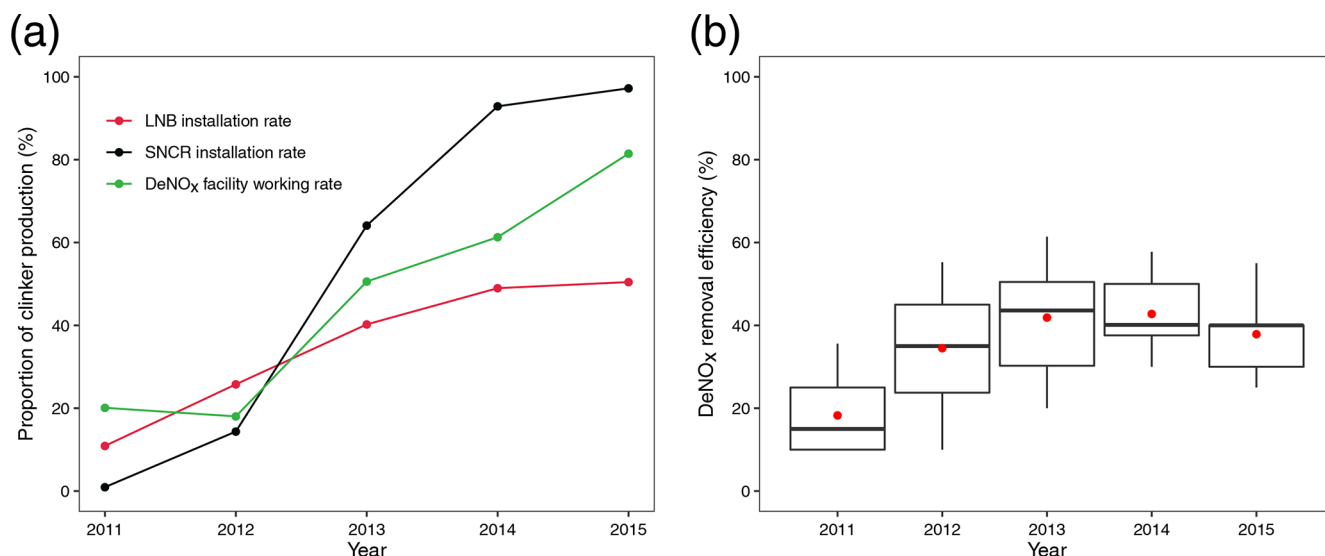 (a)
Proportion of clinker production (%)
100
80
60
40
20
0
LNB installation rate
SNCR installation rate
DeNOx facility working rate
2011 2012 2013 2014 2015
Year
(b)
DeNOx removal efficiency (%)
100
80
60
40
20
0
2011 2012 2013 2014 2015
Year